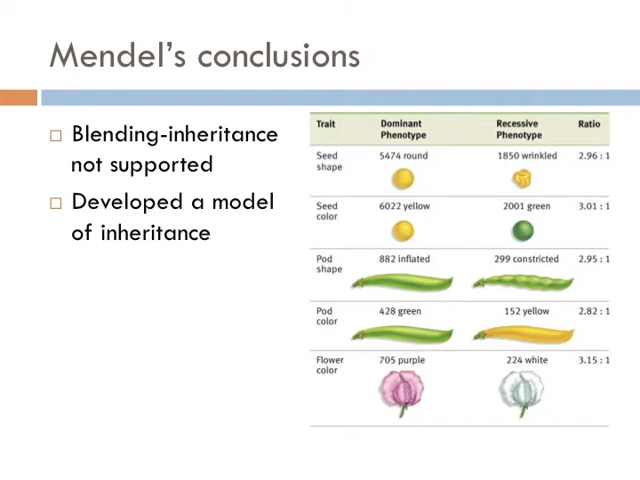 Mendel's conclusions
Blending-inheritance
not supported
Developed a model
of inheritance
Trait Dominant Phenotype Recessive Phenotype Ratio
Seed shape 5474 round 1850 wrinkled 2.96 : 1
Seed color 6022 yellow 2001 green 3.01 : 1
Pod shape 882 inflated 299 constricted 2.95 : 1
Pod color 428 green 152 yellow 2.82 : 1
Flower color 705 purple 224 white 3.15 : 1